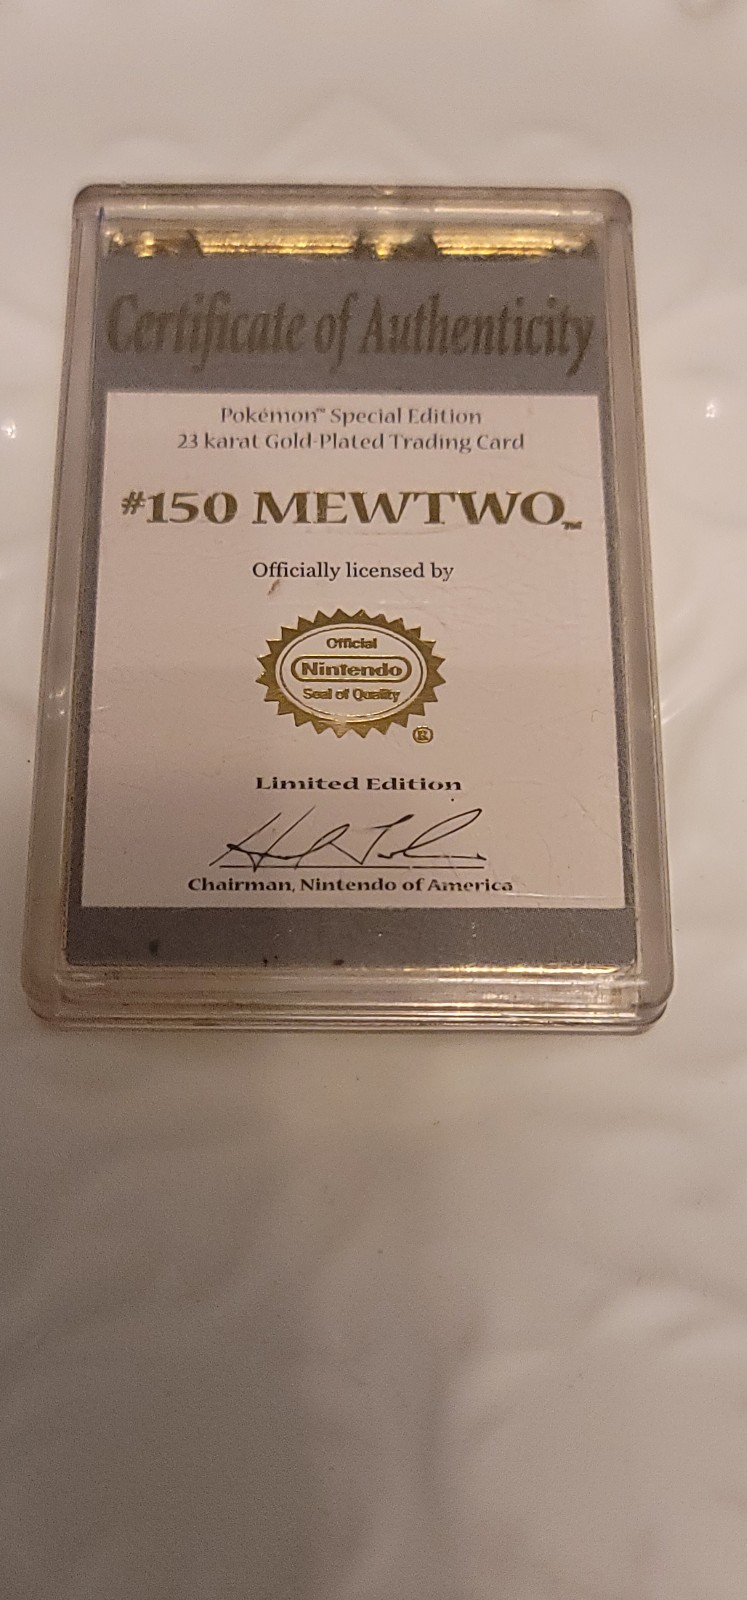 Certificate of Authenticity
Pokémon™ Special Edition
23 karat Gold-Plated Trading Card
#150 MEWTWO™
Officially licensed by
Official
Nintendo
Seal of Quality
®
Limited Edition
Chairman, Nintendo of America